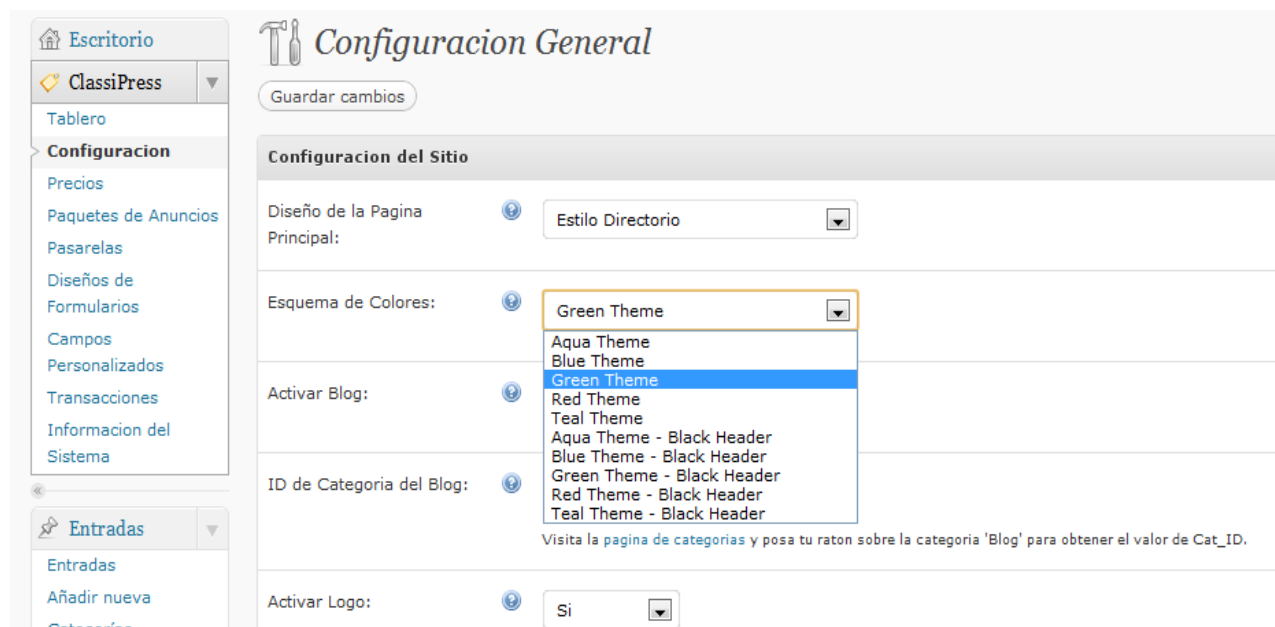 Escritorio
ClassiPress
Tablero
Configuracion
Precios
Paquetes de Anuncios
Pasarelas
Diseños de
Formularios
Campos
Personalizados
Transacciones
Informacion del
Sistema
Entradas
Entradas
Añadir nueva
Configuracion General
Guardar cambios
Configuracion del Sitio
Diseño de la Pagina
Principal:
Estilo Directorio
Esquema de Colores:
Green Theme
Aqua Theme
Blue Theme
Green Theme
Red Theme
Teal Theme
Aqua Theme - Black Header
Blue Theme - Black Header
Green Theme - Black Header
Red Theme - Black Header
Teal Theme - Black Header
Activar Blog:
ID de Categoria del Blog:
Visita la pagina de categorias y posa tu raton sobre la categoria 'Blog' para obtener el valor de Cat_ID.
Activar Logo:
Si